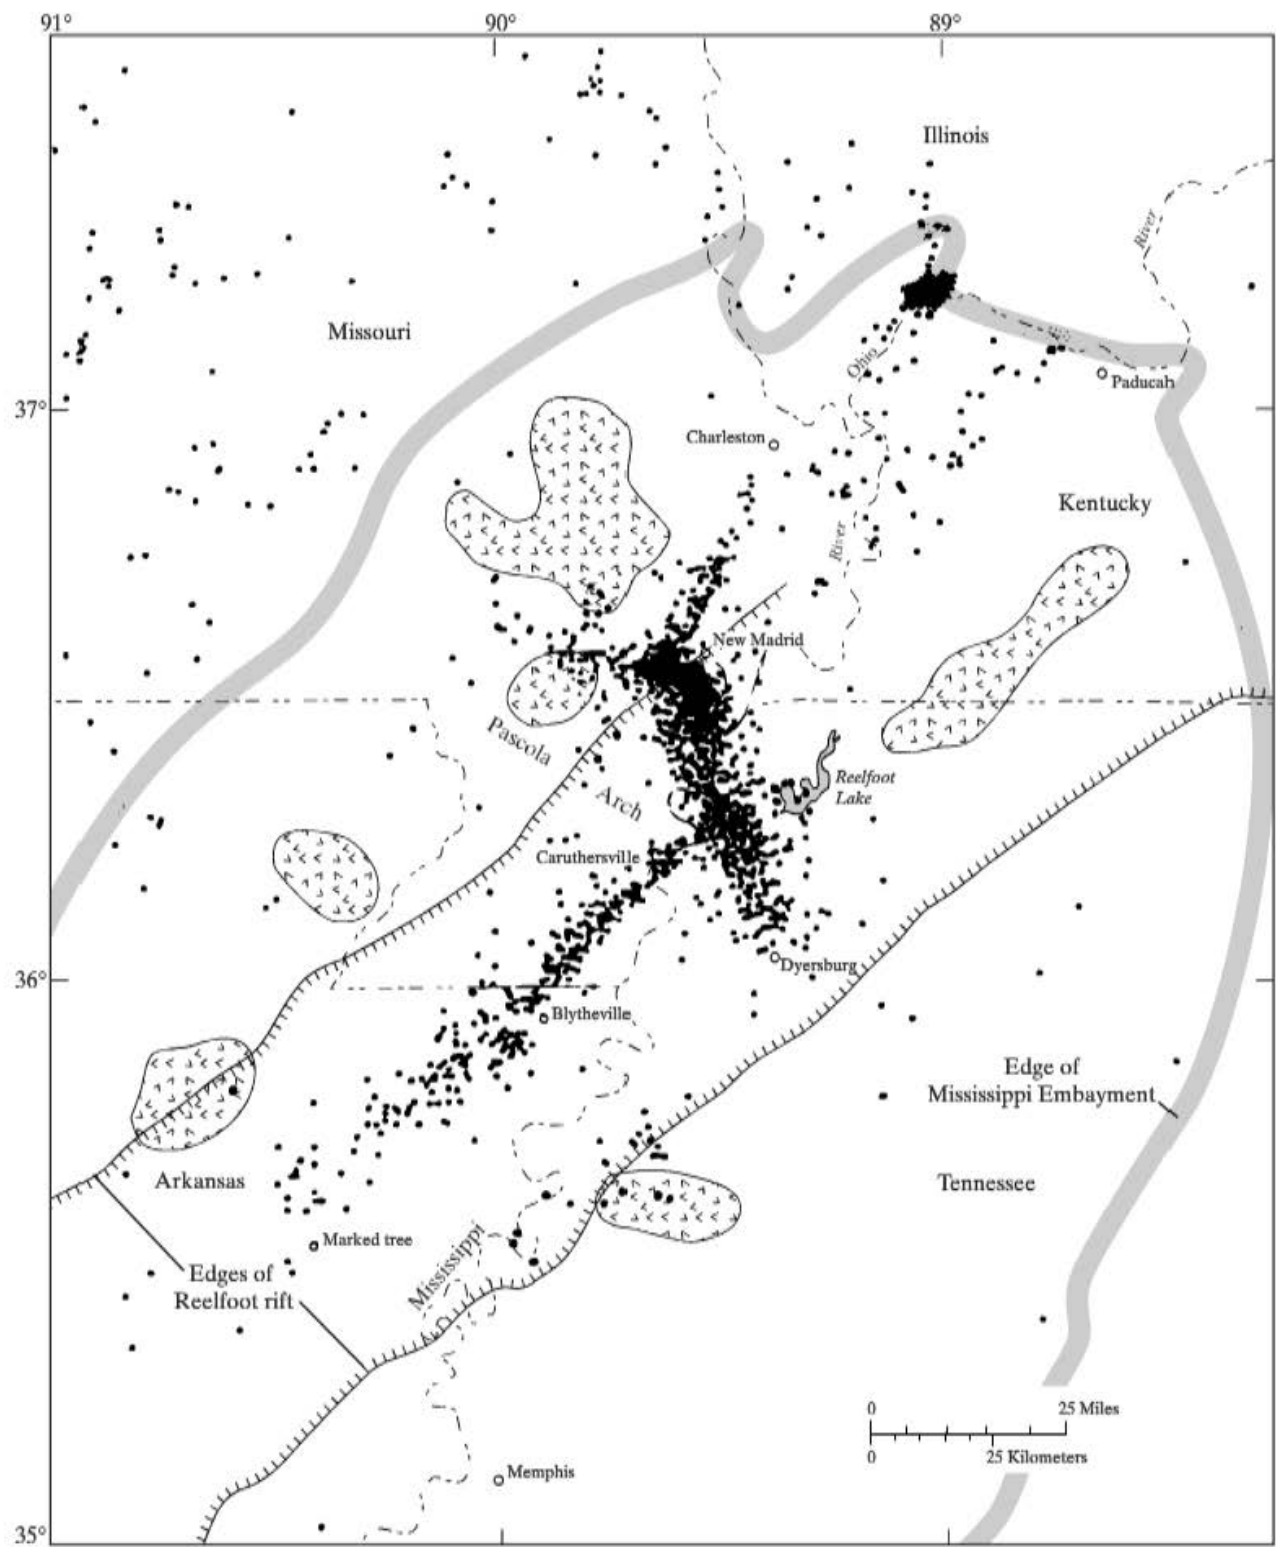 91°
90°
89°
Illinois
River
Missouri
Ohio
Paducah
37°
Charleston
Kentucky
River
New Madrid
Pascola
Arch
Reelfoot
Lake
Caruthersville
Dyersburg
36°
Blytheville
Edge of
Mississippi Embayment
Arkansas
Tennessee
Marked tree
Mississippi
Edges of
Reelfoot rift
0
25 Miles
0
25 Kilometers
Memphis
35°